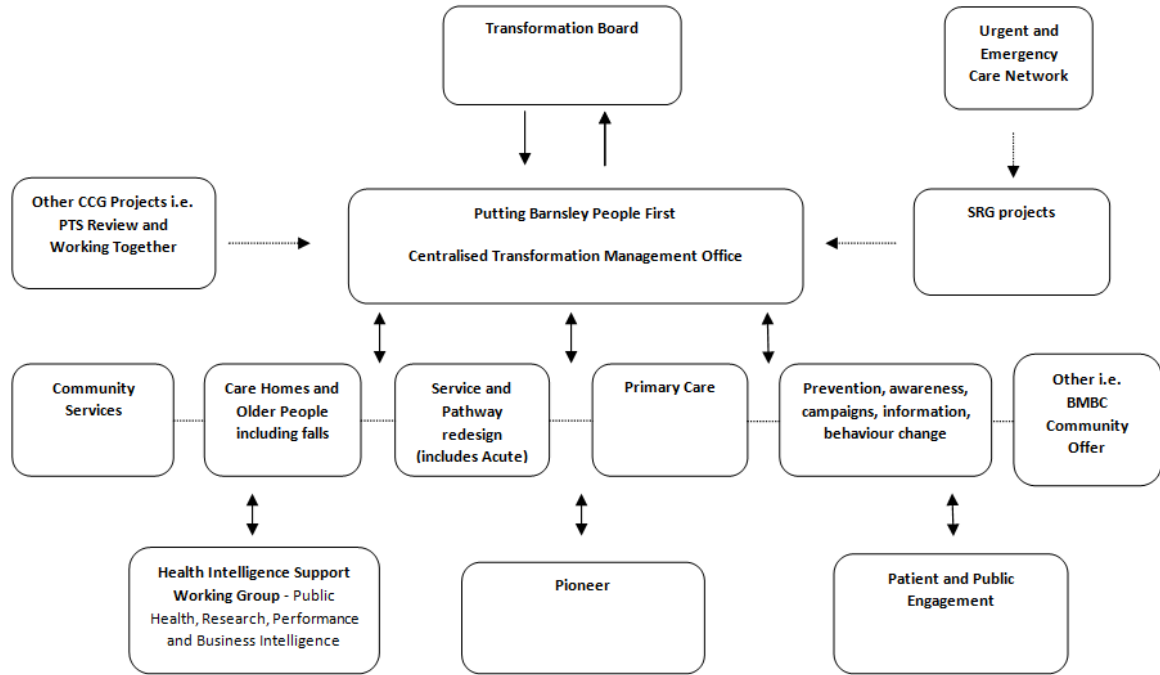 Transformation Board
Urgent and
Emergency
Care Network
Other CCG Projects i.e.
PTS Review and
Working Together
Putting Barnsley People First
Centralised Transformation Management Office
SRG projects
Community
Services
Care Homes and
Older People
including falls
Service and
Pathway
redesign
(includes Acute)
Primary Care
Prevention, awareness,
campaigns, information,
behaviour change
Other i.e.
BMBC
Community
Offer
Health Intelligence Support
Working Group - Public
Health, Research, Performance
and Business Intelligence
Pioneer
Patient and Public
Engagement